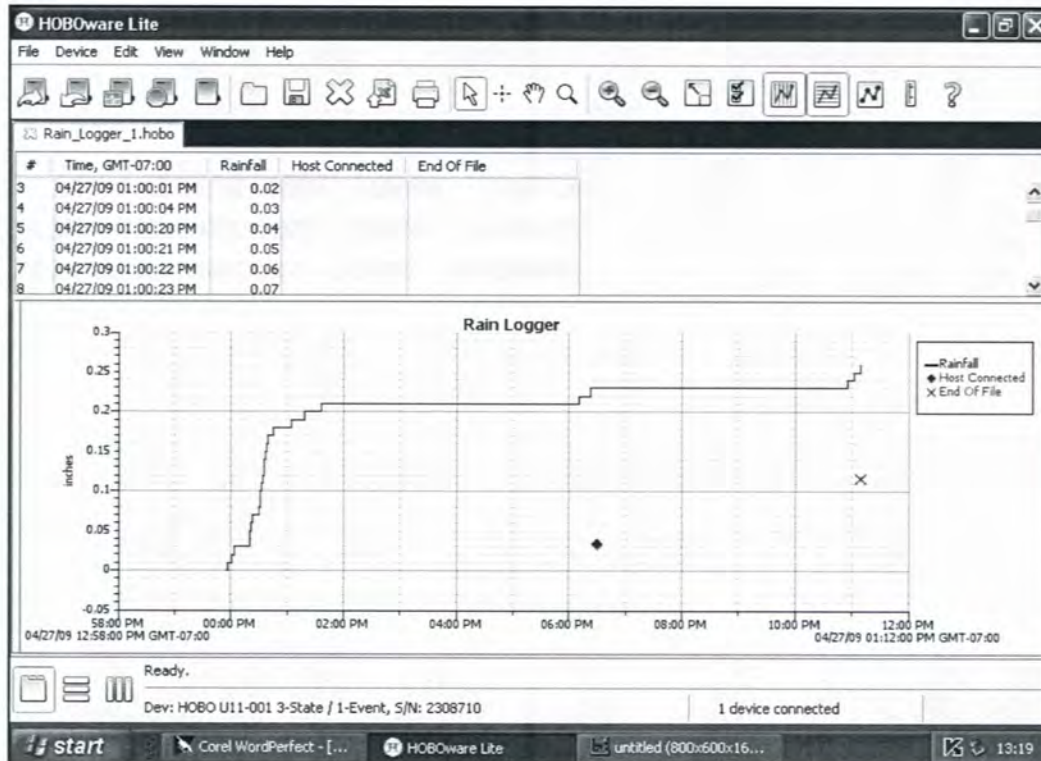 HOBOware Lite
File Device Edit View Window Help
Rain_Logger_1.hobo
# Time, GMT-07:00 Rainfall Host Connected End Of File
3 04/27/09 01:00:01 PM 0.02
4 04/27/09 01:00:04 PM 0.03
5 04/27/09 01:00:20 PM 0.04
6 04/27/09 01:00:21 PM 0.05
7 04/27/09 01:00:22 PM 0.06
8 04/27/09 01:00:23 PM 0.07
Rain Logger
0.3
0.25
0.2
0.15
0.1
0.05
0
-0.05
inches
Rainfall
Host Connected
End Of File
58:00 PM 00:00 PM 02:00 PM 04:00 PM 06:00 PM 08:00 PM 10:00 PM 12:00 PM
04/27/09 12:58:00 PM GMT-07:00 04/27/09 01:12:00 PM GMT-07:00
Ready.
Dev: HOBO U11-001 3-State / 1-Event, S/N: 2308710 1 device connected
start Corel WordPerfect - [... HOBOware Lite untitled (800x600x16... 13:19